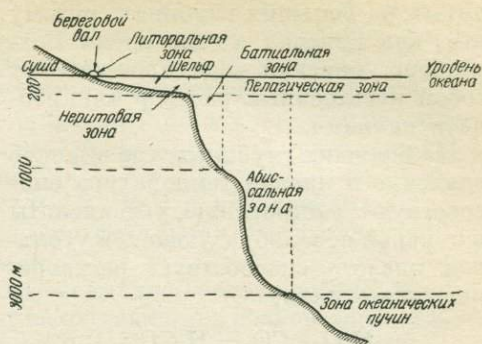 Береговой
вал
Литоральная
зона
Батиальная
зона
Суша
Шельф
Уровень
океана
200
Пелагическая зона
Неритовая
зона
1000
Абис-
сальная
зона
3000 м
Зона океанических
пучин